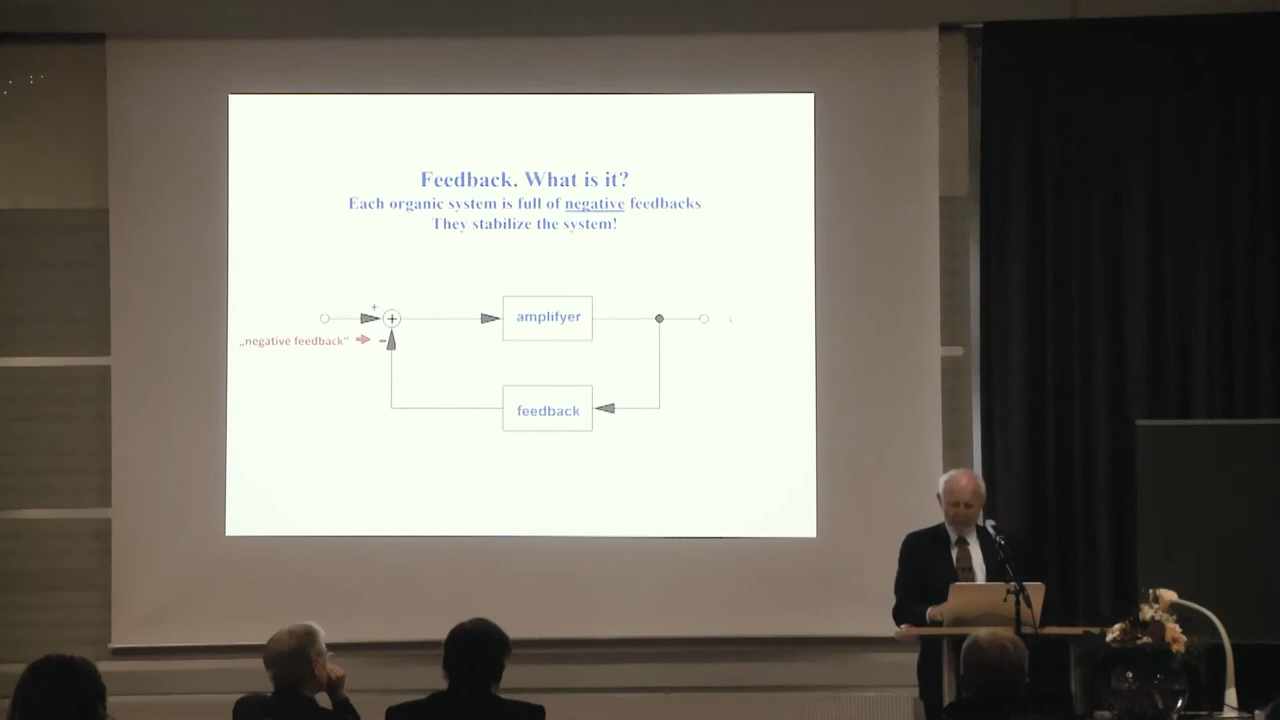 Feedback. What is it?
Each organic system is full of negative feedbacks
They stabilize the system!
+
+
amplifyer
„negative feedback“
−
feedback